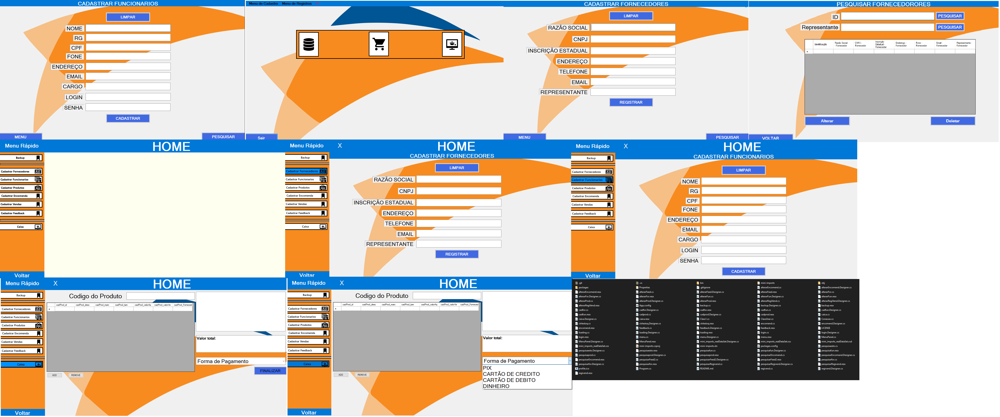 CADASTRAR FUNCIONARIOS
LIMPAR
NOME
RG
CPF
FONE
ENDEREÇO
EMAIL
CARGO
LOGIN
SENHA
CADASTRAR
MENU
PESQUISAR
Menu de Cadastro Menu de Registros
Sair
CADASTRAR FORNECEDORES
LIMPAR
RAZÃO SOCIAL
CNPJ
INSCRIÇÃO ESTADUAL
ENDEREÇO
TELEFONE
EMAIL
REPRESENTANTE
REGISTRAR
MENU
PESQUISAR
PESQUISAR FORNECEDORORES
ID
PESQUISAR
Representante
PESQUISAR
Identificação
Razão Social - Fornecedor
CNPJ - Fornecedor
Inscrição Estadual - Fornecedor
Endereço - Fornecedor
Fone - Fornecedor
Email - Fornecedor
Representante - Fornecedor
Alterar
Deletar
VOLTAR
Menu Rápido
HOME
Backup
Cadastrar Fornecedores
Cadastrar Funcionarios
Cadastrar Produtos
Cadastrar Encomenda
Cadastrar Vendas
Cadastrar Feedback
Caixa
Voltar
Menu Rápido
X
HOME
CADASTRAR FORNECEDORES
Backup
Cadastrar Fornecedores
Cadastrar Funcionarios
Cadastrar Produtos
Cadastrar Encomenda
Cadastrar Vendas
Cadastrar Feedback
Caixa
Voltar
LIMPAR
RAZÃO SOCIAL
CNPJ
INSCRIÇÃO ESTADUAL
ENDEREÇO
TELEFONE
EMAIL
REPRESENTANTE
REGISTRAR
Menu Rápido
X
HOME
CADASTRAR FUNCIONARIOS
Backup
Cadastrar Fornecedores
Cadastrar Funcionarios
Cadastrar Produtos
Cadastrar Encomenda
Cadastrar Vendas
Cadastrar Feedback
Caixa
Voltar
LIMPAR
NOME
RG
CPF
FONE
ENDEREÇO
EMAIL
CARGO
LOGIN
SENHA
CADASTRAR
Menu Rápido
X
HOME
Backup
Cadastrar Fornecedores
Cadastrar Funcionarios
Cadastrar Produtos
Cadastrar Encomenda
Cadastrar Vendas
Cadastrar Feedback
Caixa
Voltar
Codigo do Produto
cadProd_id cadProd_desc cadProd_marc cadProd_tam cadProd_valorAq cadProd_valorVe cadProd_Forneced
ADD REMOVE
Valor total:
Forma de Pagamento
FINALIZAR
Menu Rápido
X
HOME
Backup
Cadastrar Fornecedores
Cadastrar Funcionarios
Cadastrar Produtos
Cadastrar Encomenda
Cadastrar Vendas
Cadastrar Feedback
Caixa
Voltar
Codigo do Produto
cadProd_id cadProd_desc cadProd_marc cadProd_tam cadProd_valorAq cadProd_valorVe cadProd_Forneced
ADD REMOVE
Valor total:
Forma de Pagamento
PIX
CARTÃO DE CREDITO
CARTÃO DE DEBITO
DINHEIRO
.git .vs bin mini-imports obj
packages Properties .gitignore alterarEncomend.cs alterarEncomend.Designer.cs
alterarEncomend.resx alterarFeed.cs alterarFeed.Designer.cs alterarFeed.resx alterarFor.cs
alterarFor.Designer.cs alterarFor.resx alterarFun.cs alterarFun.Designer.cs alterarFun.resx
alterarProd.cs alterarProd.Designer.cs alterarProd.resx alterarRegiVend.cs alterarRegiVend.Designer.cs
alterarRegiVend.resx App.config backup.cs backup.Designer.cs backup.resx
cadfor.cs cadfor.Designer.cs cadfor.resx cadfun.cs cadfun.Designer.cs
cadfun.resx cadprod.cs cadprod.Designer.cs cadprod.resx caixa.cs
caixa.Designer.cs caixa.resx Class1.cs ClassUser.cs Conexao.cs
ctrlestoq.cs ctrlestoq.Designer.cs ctrlestoq.resx encomend.cs encomend.Designer.cs
encomend.resx feedback.cs feedback.Designer.cs feedback.resx LICENSE
loading.cs loading.Designer.cs loading.resx login.cs login.Designer.cs
login.resx menu.cs menu.Designer.cs menu.resx MenuPanel.cs
MenuPanel.Designer.cs MenuPanel.resx mini_imports_realDataSet.Designer.cs mini_imports_realDataSet.xsc mini_imports_realDataSet.xsd
mini_imports_realDataSet.xss mini-imports.csproj mini-imports.sln packages.config pesquisaesto.cs
pesquisaesto.Designer.cs pesquisaesto.resx pesquisafun.cs pesquisafun.Designer.cs pesquisafun.resx
pesquisaprod.cs pesquisaprod.Designer.cs pesquisaprod.resx pesquisarEncomend.cs pesquisarEncomend.Designer.cs
pesquisarEncomend.resx pesquisarFeed2.cs pesquisarFeed2.Designer.cs pesquisarFeed2.resx pesquisarfor.cs
pesquisarfor.Designer.cs pesquisarfor.resx pesquisarRegivend.cs pesquisarRegivend.Designer.cs pesquisarRegivend.resx
profile.ico Program.cs README.md regivend.cs regivend.Designer.cs
regivend.resx